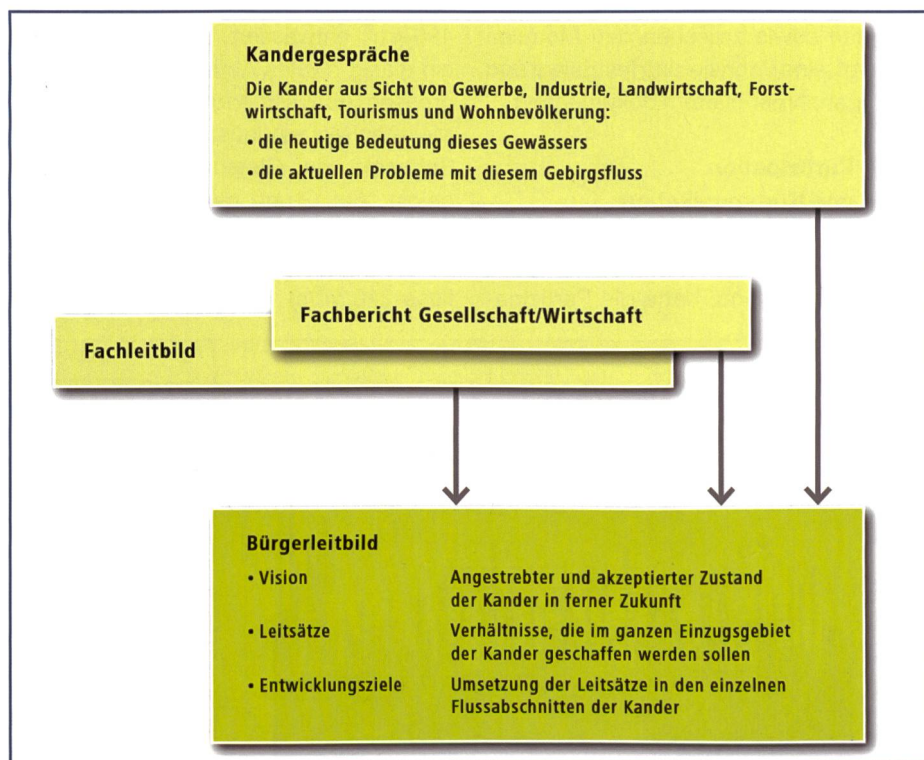 Kandergespräche
Die Kander aus Sicht von Gewerbe, Industrie, Landwirtschaft, Forst-
wirtschaft, Tourismus und Wohnbevölkerung:
• die heutige Bedeutung dieses Gewässers
• die aktuellen Probleme mit diesem Gebirgsfluss
Fachbericht Gesellschaft/Wirtschaft
Fachleitbild
Bürgerleitbild
• Vision Angestrebter und akzeptierter Zustand
der Kander in ferner Zukunft
• Leitsätze Verhältnisse, die im ganzen Einzugsgebiet
der Kander geschaffen werden sollen
• Entwicklungsziele Umsetzung der Leitsätze in den einzelnen
Flussabschnitten der Kander